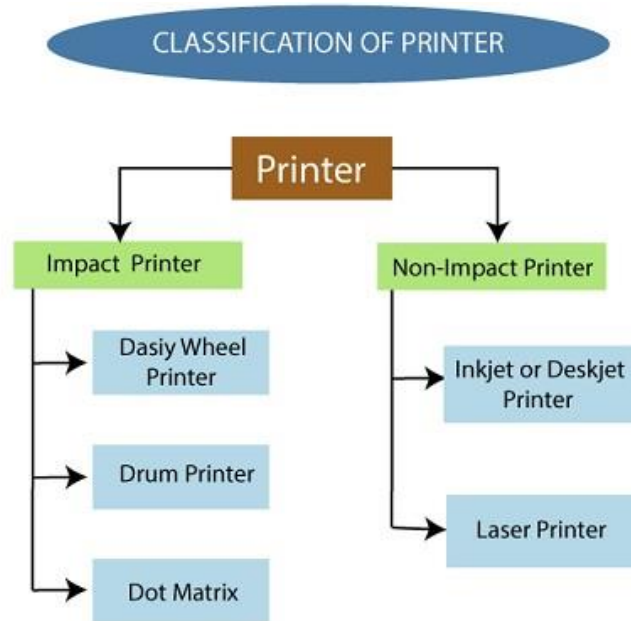 CLASSIFICATION OF PRINTER
Printer
Impact Printer
Dasiy Wheel
Printer
Drum Printer
Dot Matrix
Non-Impact Printer
Inkjet or Deskjet
Printer
Laser Printer